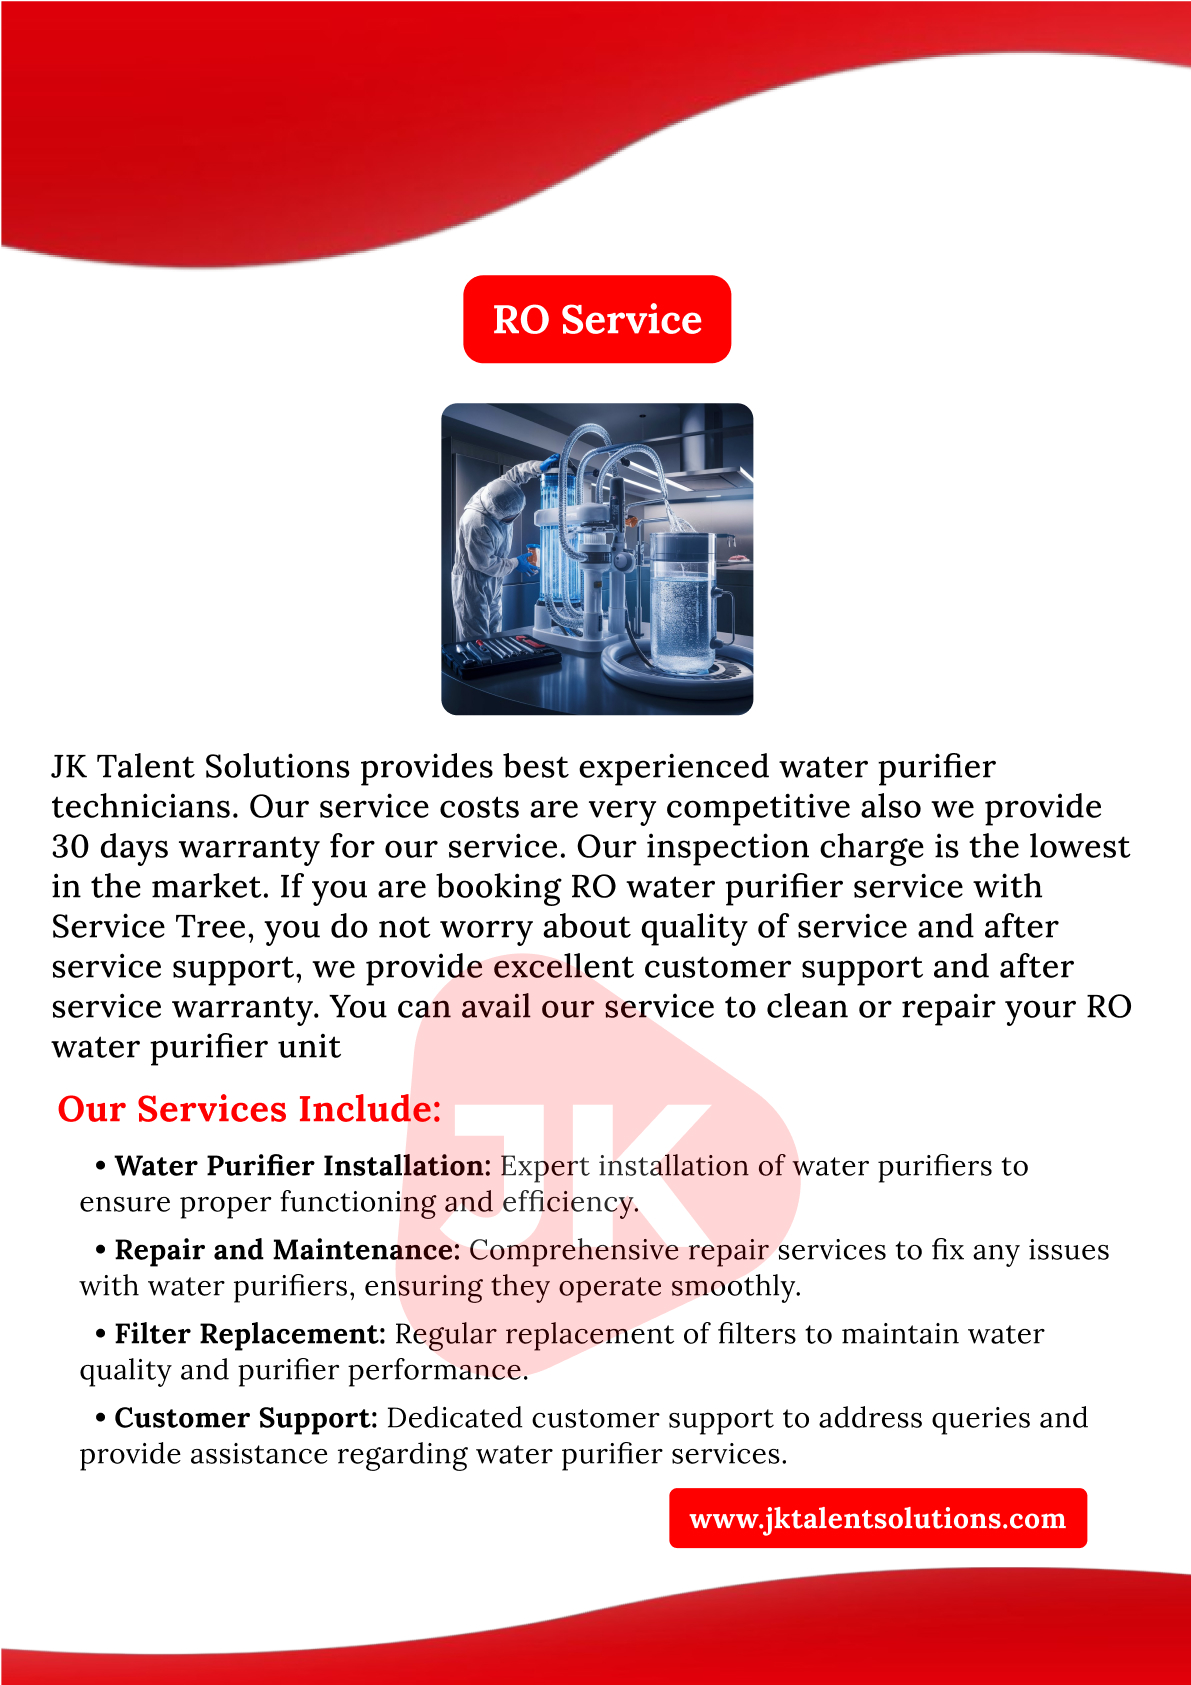 RO Service
JK Talent Solutions provides best experienced water purifier
technicians. Our service costs are very competitive also we provide
30 days warranty for our service. Our inspection charge is the lowest
in the market. If you are booking RO water purifier service with
Service Tree, you do not worry about quality of service and after
service support, we provide excellent customer support and after
service warranty. You can avail our service to clean or repair your RO
water purifier unit
Our Services Include:
JK
• Water Purifier Installation: Expert installation of water purifiers to
ensure proper functioning and efficiency.
• Repair and Maintenance: Comprehensive repair services to fix any issues
with water purifiers, ensuring they operate smoothly.
• Filter Replacement: Regular replacement of filters to maintain water
quality and purifier performance.
• Customer Support: Dedicated customer support to address queries and
provide assistance regarding water purifier services.
www.jktalentsolutions.com